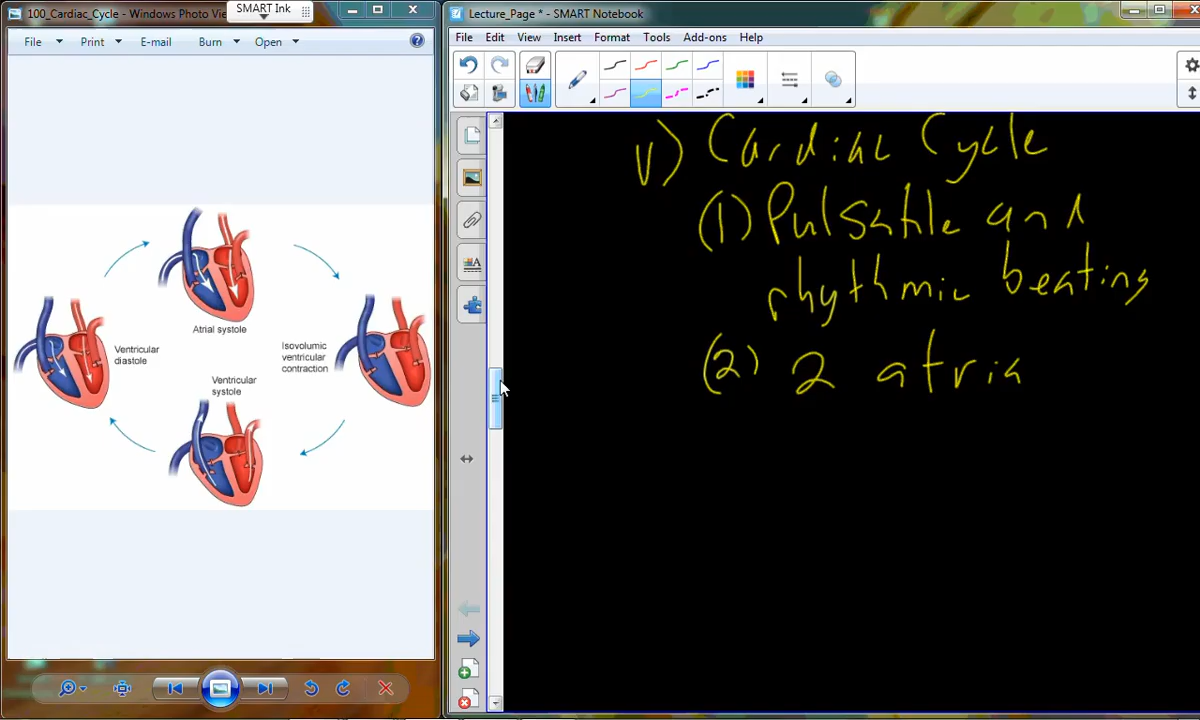 100_Cardiac_Cycle - Windows Photo Vie
SMART Ink
File Print E-mail Burn Open
Atrial systole
Ventricular
diastole
Isovolumic
ventricular
contraction
Ventricular
systole
Lecture_Page * - SMART Notebook
File Edit View Insert Format Tools Add-ons Help
V) Cardiac Cycle
(1) Pulsatile and
rhythmic beating
(2) 2 atria